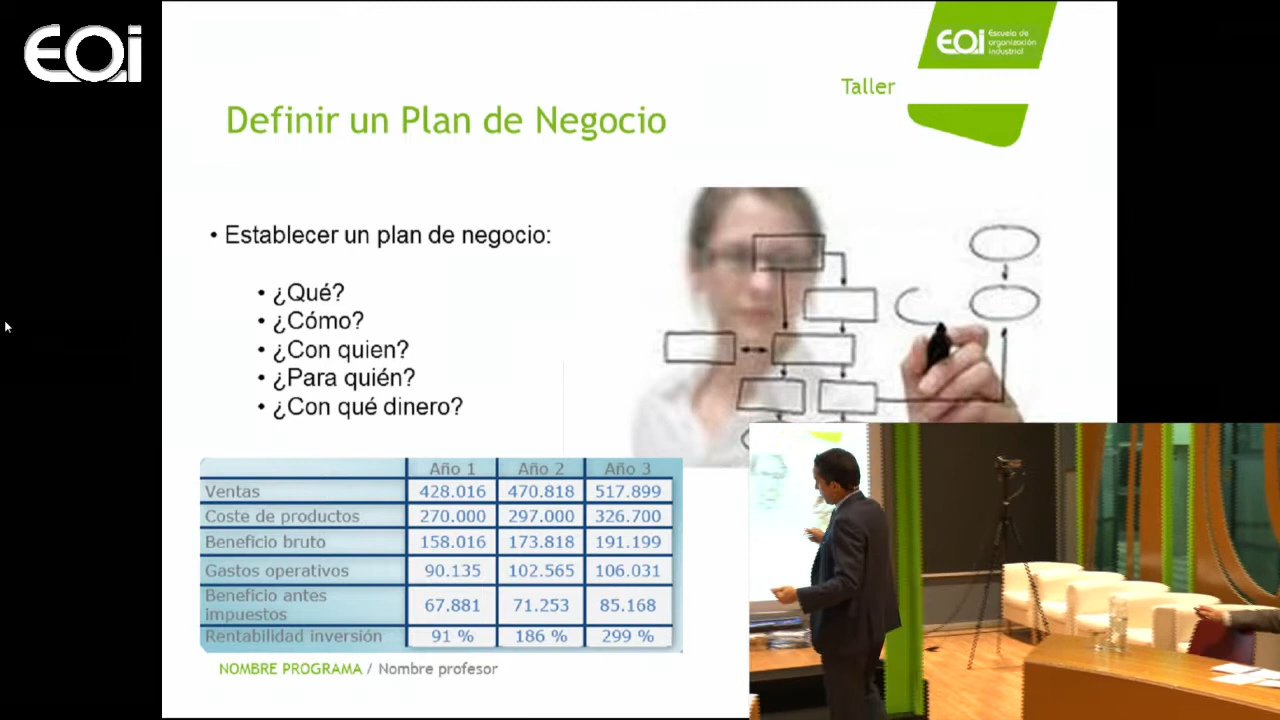 EOi
EOi Escuela de
organización
industrial
Taller
Definir un Plan de Negocio
• Establecer un plan de negocio:
• ¿Qué?
• ¿Cómo?
• ¿Con quien?
• ¿Para quién?
• ¿Con qué dinero?
Año 1 Año 2 Año 3
Ventas 428.016 470.818 517.899
Coste de productos 270.000 297.000 326.700
Beneficio bruto 158.016 173.818 191.199
Gastos operativos 90.135 102.565 106.031
Beneficio antes
impuestos 67.881 71.253 85.168
Rentabilidad inversión 91 % 186 % 299 %
NOMBRE PROGRAMA / Nombre profesor